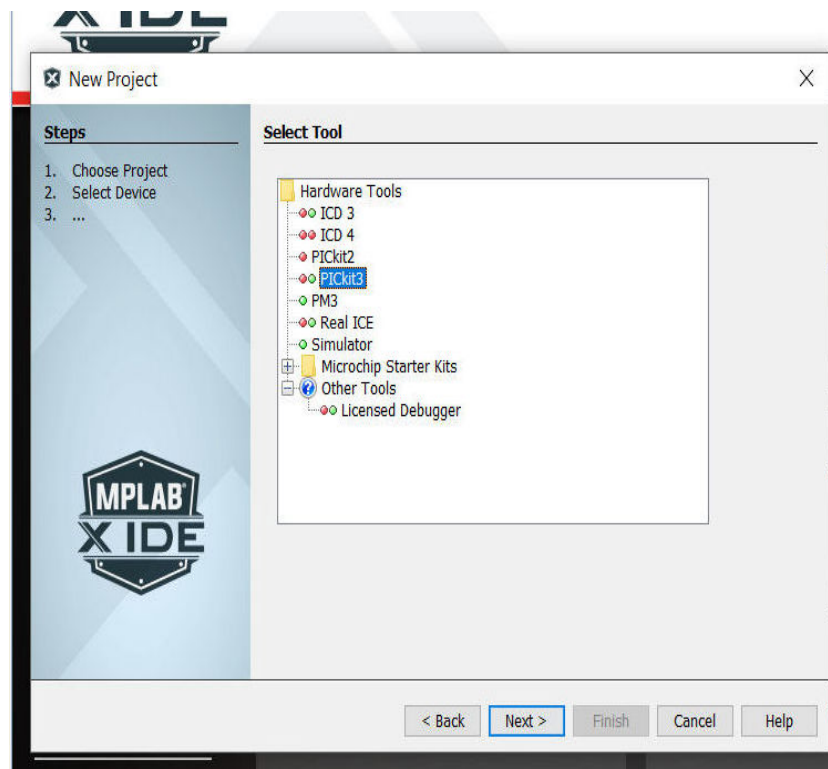 X IDE
New Project
Steps
1. Choose Project
2. Select Device
3. ...
Select Tool
Hardware Tools
ICD 3
ICD 4
PICkit2
PICkit3
PM3
Real ICE
Simulator
Microchip Starter Kits
Other Tools
Licensed Debugger
MPLAB
X IDE
< Back Next > Finish Cancel Help